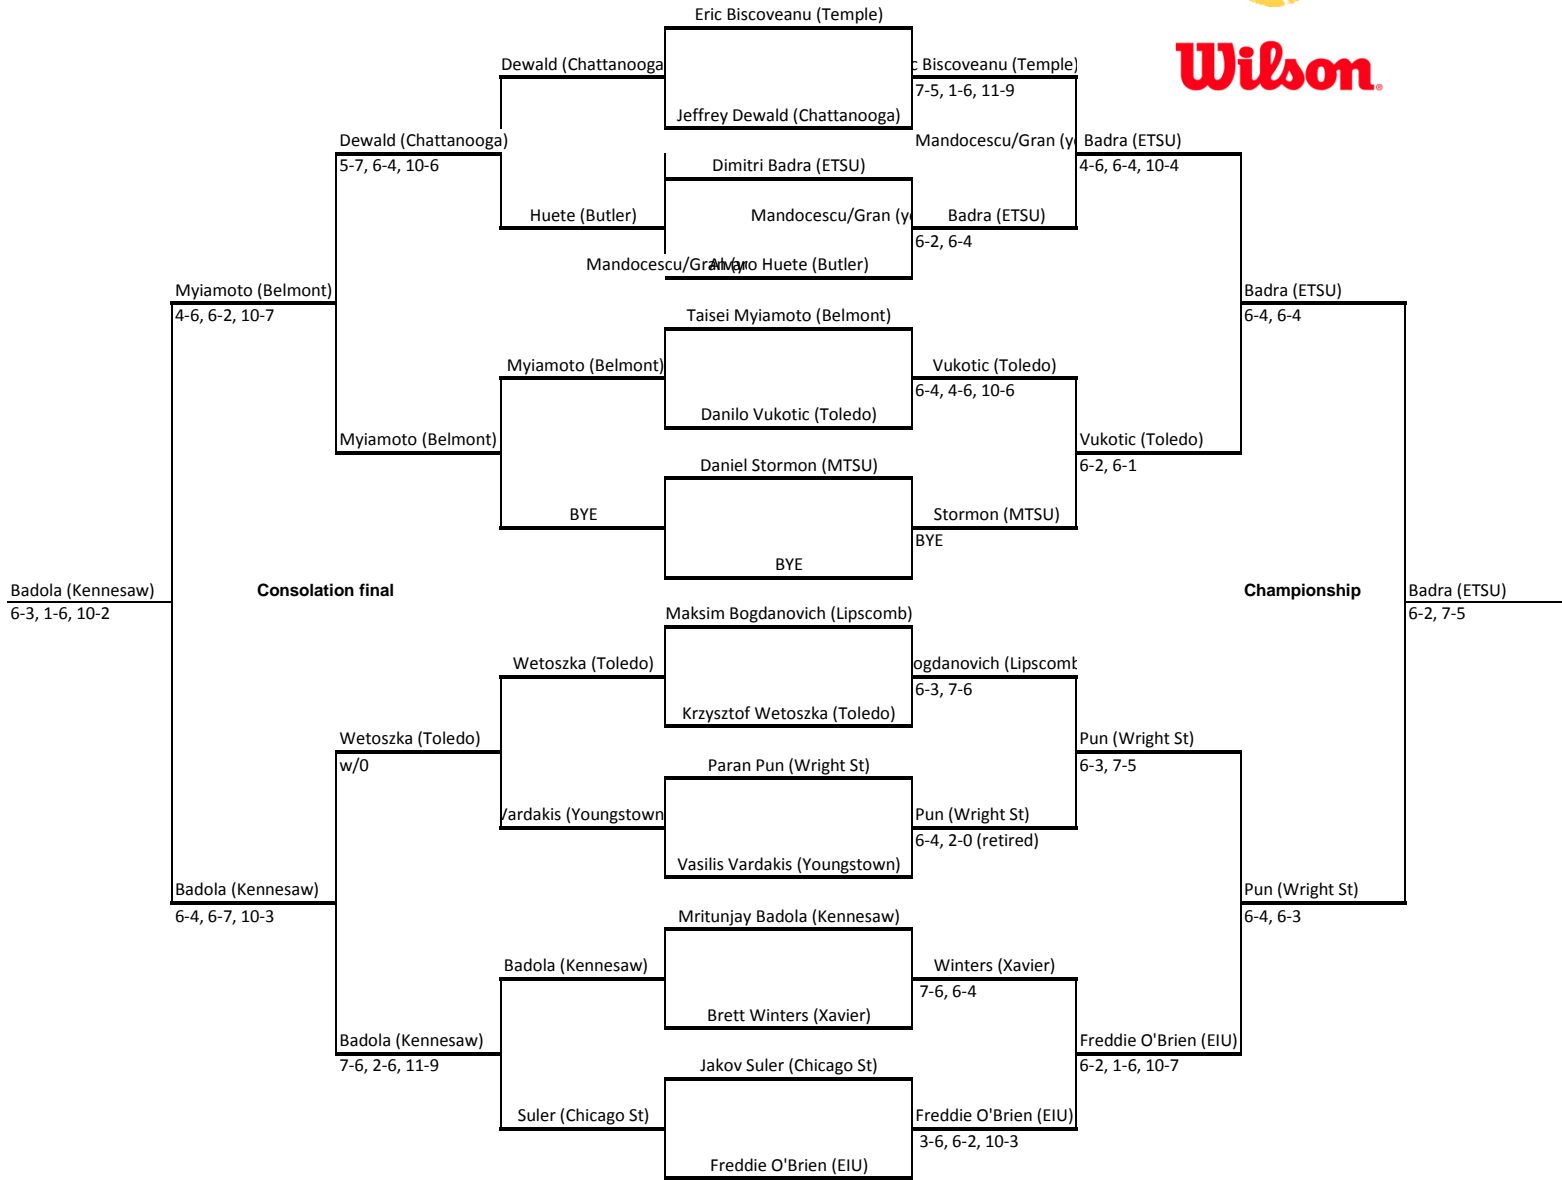 Eric Biscoveanu (Temple)
Wilson
Dewald (Chattanooga
c Biscoveanu (Temple)
7-5, 1-6, 11-9
Jeffrey Dewald (Chattanooga)
Dewald (Chattanooga)
Mandocescu/Gran (y
Badra (ETSU)
5-7, 6-4, 10-6
Dimitri Badra (ETSU)
4-6, 6-4, 10-4
Huete (Butler)
Mandocescu/Gran (y
Badra (ETSU)
6-2, 6-4
Mandocescu/Gran (y
Alvaro Huete (Butler)
Myiamoto (Belmont)
Badra (ETSU)
4-6, 6-2, 10-7
Taisei Myiamoto (Belmont)
6-4, 6-4
Myiamoto (Belmont)
Vukotic (Toledo)
6-4, 4-6, 10-6
Danilo Vukotic (Toledo)
Myiamoto (Belmont)
Vukotic (Toledo)
Daniel Stormon (MTSU)
6-2, 6-1
BYE
Stormon (MTSU)
BYE
BYE
Badola (Kennesaw)
Consolation final
Championship
Badra (ETSU)
6-3, 1-6, 10-2
Maksim Bogdanovich (Lipscomb)
6-2, 7-5
Wetoszka (Toledo)
ogdanovich (Lipscomb
6-3, 7-6
Krzysztof Wetoszka (Toledo)
Wetoszka (Toledo)
Pun (Wright St)
w/0
Paran Pun (Wright St)
6-3, 7-5
Vardakis (Youngstown
Pun (Wright St)
6-4, 2-0 (retired)
Vasilis Vardakis (Youngstown)
Badola (Kennesaw)
Pun (Wright St)
6-4, 6-7, 10-3
Mritunjay Badola (Kennesaw)
6-4, 6-3
Badola (Kennesaw)
Winters (Xavier)
7-6, 6-4
Brett Winters (Xavier)
Badola (Kennesaw)
Freddie O'Brien (EIU)
7-6, 2-6, 11-9
Jakov Suler (Chicago St)
6-2, 1-6, 10-7
Suler (Chicago St)
Freddie O'Brien (EIU)
3-6, 6-2, 10-3
Freddie O'Brien (EIU)